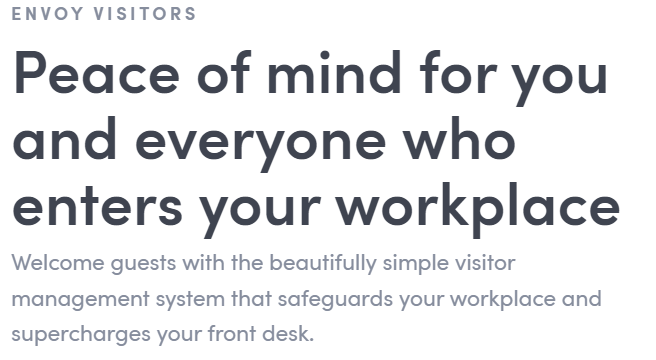 ENVOY VISITORS
Peace of mind for you
and everyone who
enters your workplace
Welcome guests with the beautifully simple visitor
management system that safeguards your workplace and
supercharges your front desk.